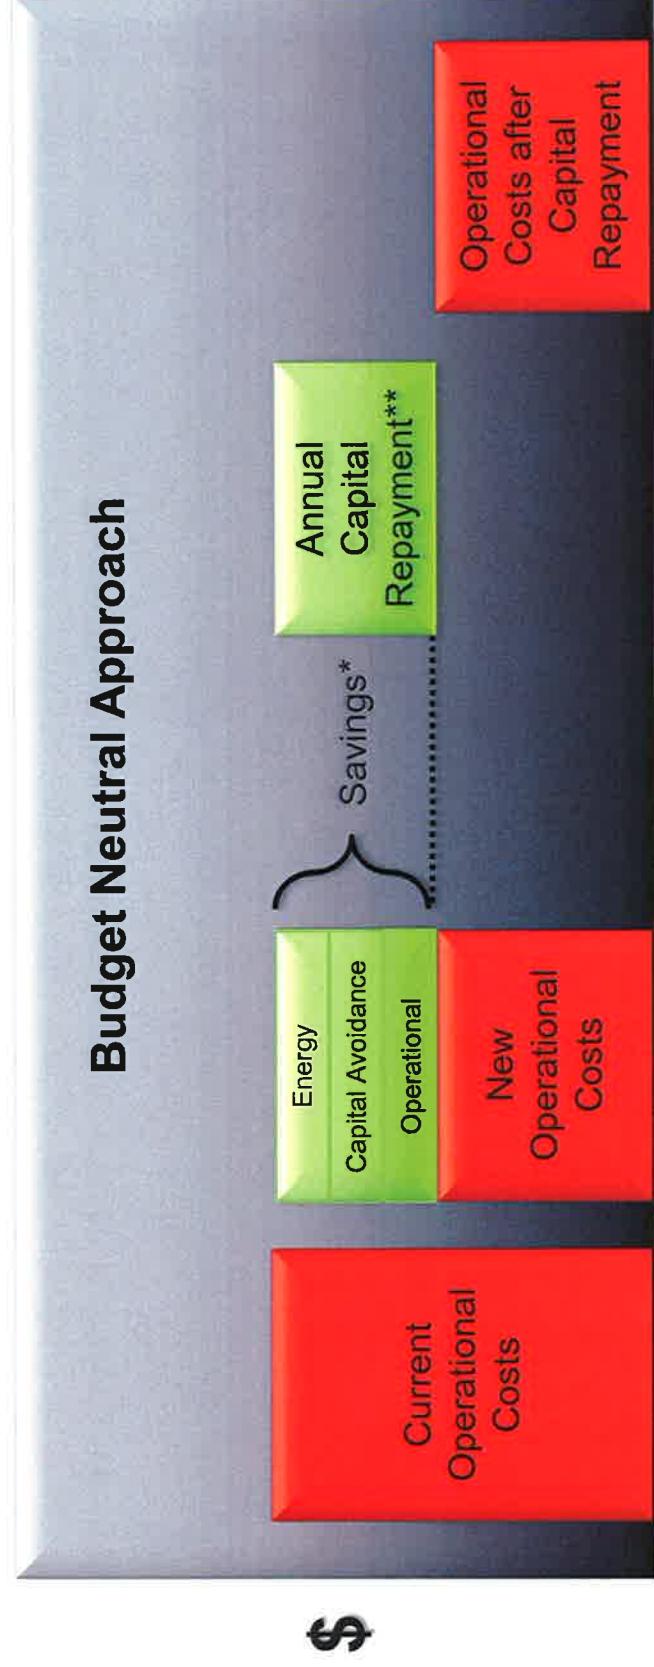 Budget Neutral Approach
$
Current
Operational
Costs
Energy
Capital Avoidance
Operational
New
Operational
Costs
Savings*
Annual
Capital
Repayment**
Operational
Costs after
Capital
Repayment